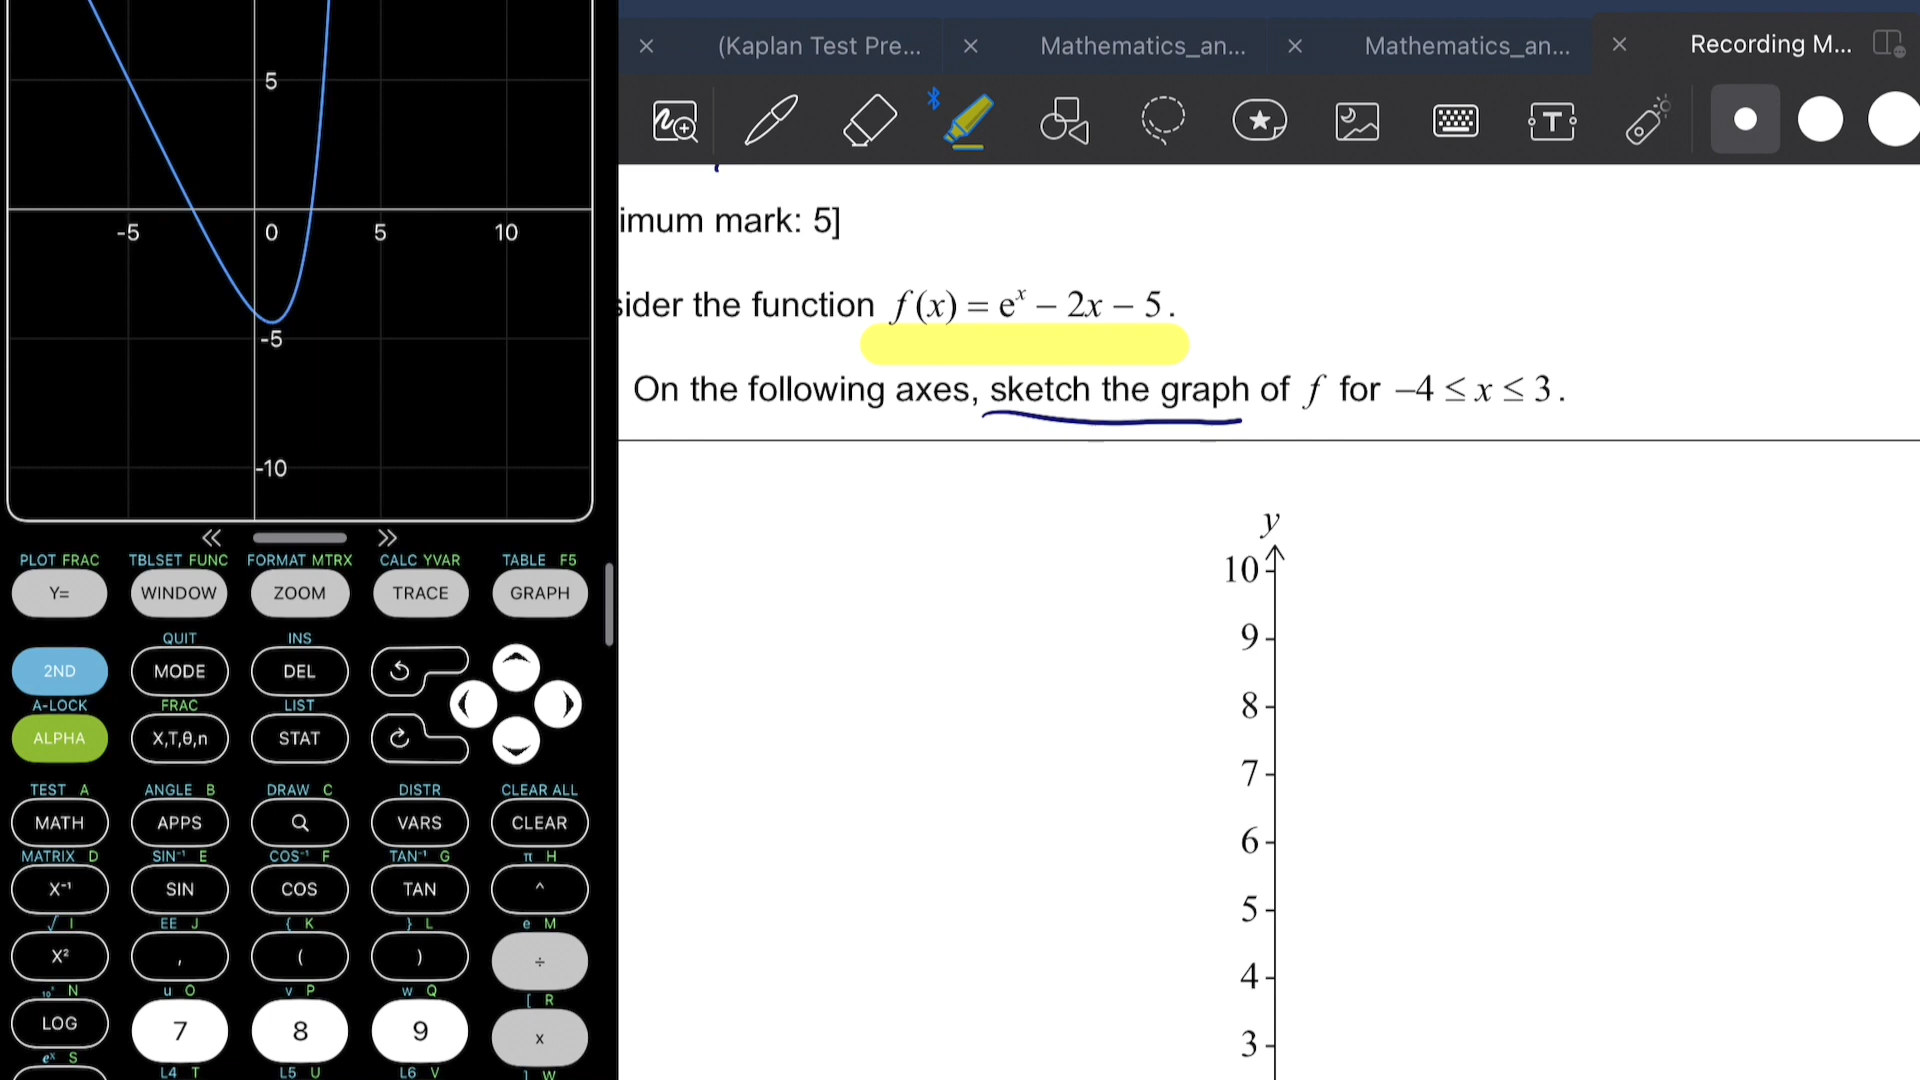 (Kaplan Test Pre...
Mathematics_an...
Mathematics_an...
Recording M...
5
-5
0
5
10
-5
-10
imum mark: 5]
sider the function f(x) = eˣ – 2x – 5.
On the following axes, sketch the graph of f for –4 ≤ x ≤ 3.
y
10
9
8
7
6
5
4
3
PLOT FRAC TBLSET FUNC FORMAT MTRX CALC YVAR TABLE F5
Y= WINDOW ZOOM TRACE GRAPH
QUIT INS
2ND MODE DEL
A-LOCK FRAC LIST
ALPHA X,T,θ,n STAT
TEST A ANGLE B DRAW C DISTR CLEAR ALL
MATH APPS VARS CLEAR
MATRIX D SIN⁻¹ E COS⁻¹ F TAN⁻¹ G π H
X⁻¹ SIN COS TAN ^
√ I EE J { K } L e M
X² , ( ) ÷
10ˣ N u O v P w Q [ R
LOG 7 8 9 x
eˣ S L4 T L5 U L6 V ] W